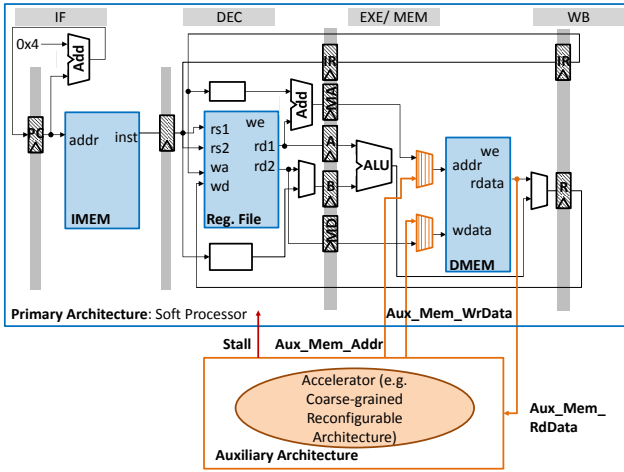 IF
DEC
EXE/ MEM
WB
0x4
Add
PC
addr
inst
IMEM
rs1
rs2
wa
wd
we
rd1
rd2
Reg. File
Add
IR
MA
A
B
MD
ALU
we
addr
rdata
wdata
DMEM
IR
R
Primary Architecture: Soft Processor
Aux_Mem_WrData
Stall
Aux_Mem_Addr
Accelerator (e.g.
Coarse-grained
Reconfigurable
Architecture)
Auxiliary Architecture
Aux_Mem_
RdData